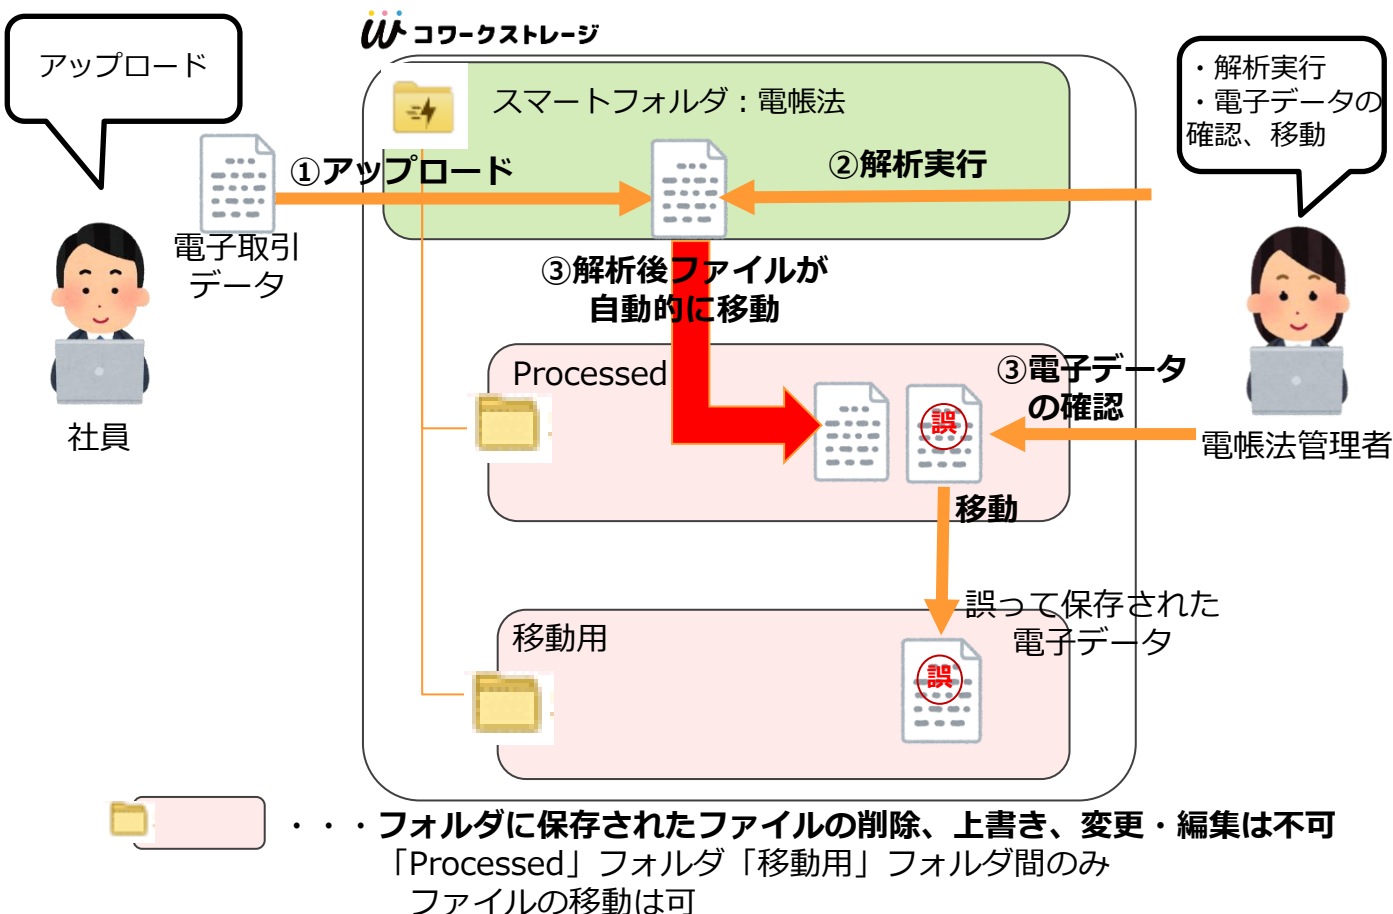 コワークストレージ
アップロード
・解析実行
・電子データの
確認、移動
スマートフォルダ：電帳法
①アップロード
②解析実行
電子取引
データ
③解析後ファイルが
自動的に移動
Processed
③電子データ
の確認
誤
社員
電帳法管理者
移動
誤って保存された
電子データ
移動用
誤
・・・フォルダに保存されたファイルの削除、上書き、変更・編集は不可
「Processed」フォルダ「移動用」フォルダ間のみ
ファイルの移動は可